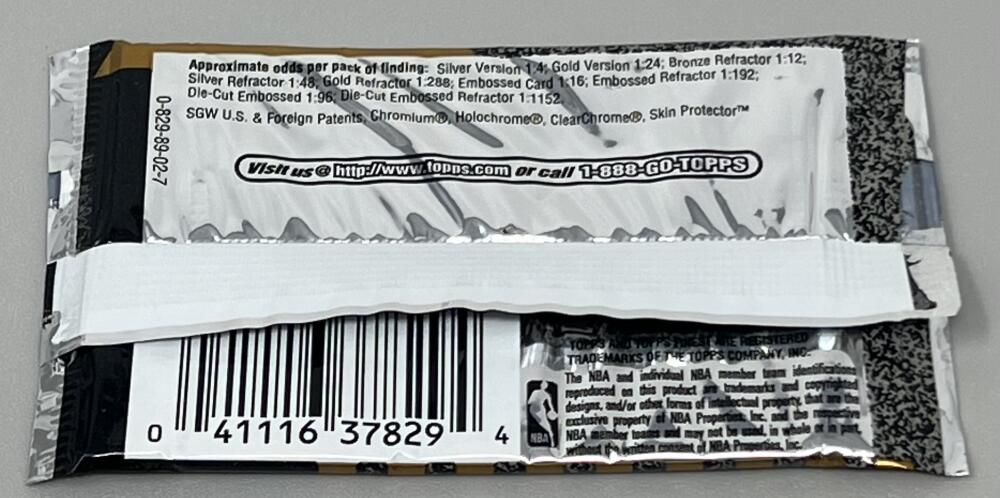 Approximate odds per pack of finding: Silver Version 1:4; Gold Version 1:24; Bronze Refractor 1:12;
Silver Refractor 1:48; Gold Refractor 1:288; Embossed Card 1:16; Embossed Refractor 1:192;
Die-Cut Embossed 1:96; Die-Cut Embossed Refractor 1:1152.
SGW U.S. & Foreign Patents, Chromium®, Holochrome®, ClearChrome®, Skin Protector™
0-829-89-02-7
Visit us @ http://www.topps.com or call 1-888-GO-TOPPS
TOPPS AND TOPPS FINEST ARE REGISTERED
TRADEMARKS OF THE TOPPS COMPANY, INC.
The NBA and individual NBA member team identifications
reproduced on this product are trademarks and copyrighted
designs, and/or other forms of intellectual property, that are the
exclusive property of NBA Properties, Inc. and the respective
NBA member teams and may not be used, in whole or in part,
without the written consent of NBA Properties, Inc.
NBA
0 41116 37829 4